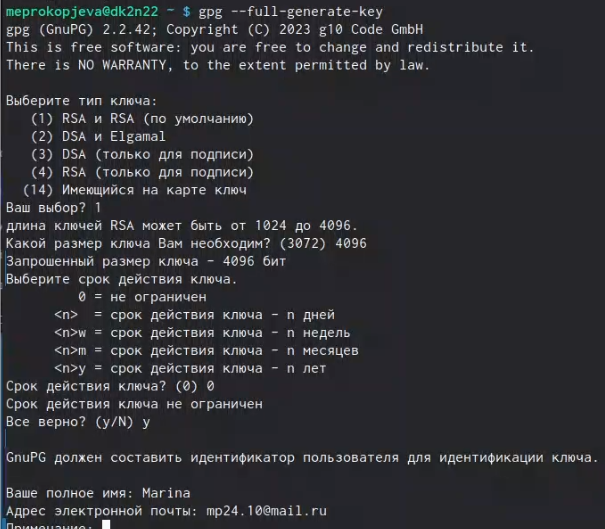 meprokopjeva@dk2n22 ~ $ gpg --full-generate-key
gpg (GnuPG) 2.2.42; Copyright (C) 2023 g10 Code GmbH
This is free software: you are free to change and redistribute it.
There is NO WARRANTY, to the extent permitted by law.
Выберите тип ключа:
(1) RSA и RSA (по умолчанию)
(2) DSA и Elgamal
(3) DSA (только для подписи)
(4) RSA (только для подписи)
(14) Имеющийся на карте ключ
Ваш выбор? 1
длина ключей RSA может быть от 1024 до 4096.
Какой размер ключа Вам необходим? (3072) 4096
Запрошенный размер ключа - 4096 бит
Выберите срок действия ключа.
0 = не ограничен
<n> = срок действия ключа - n дней
<n>w = срок действия ключа - n недель
<n>m = срок действия ключа - n месяцев
<n>y = срок действия ключа - n лет
Срок действия ключа? (0) 0
Срок действия ключа не ограничен
Все верно? (y/N) y
GnuPG должен составить идентификатор пользователя для идентификации ключа.
Ваше полное имя: Marina
Адрес электронной почты: mp24.10@mail.ru
Примечание: